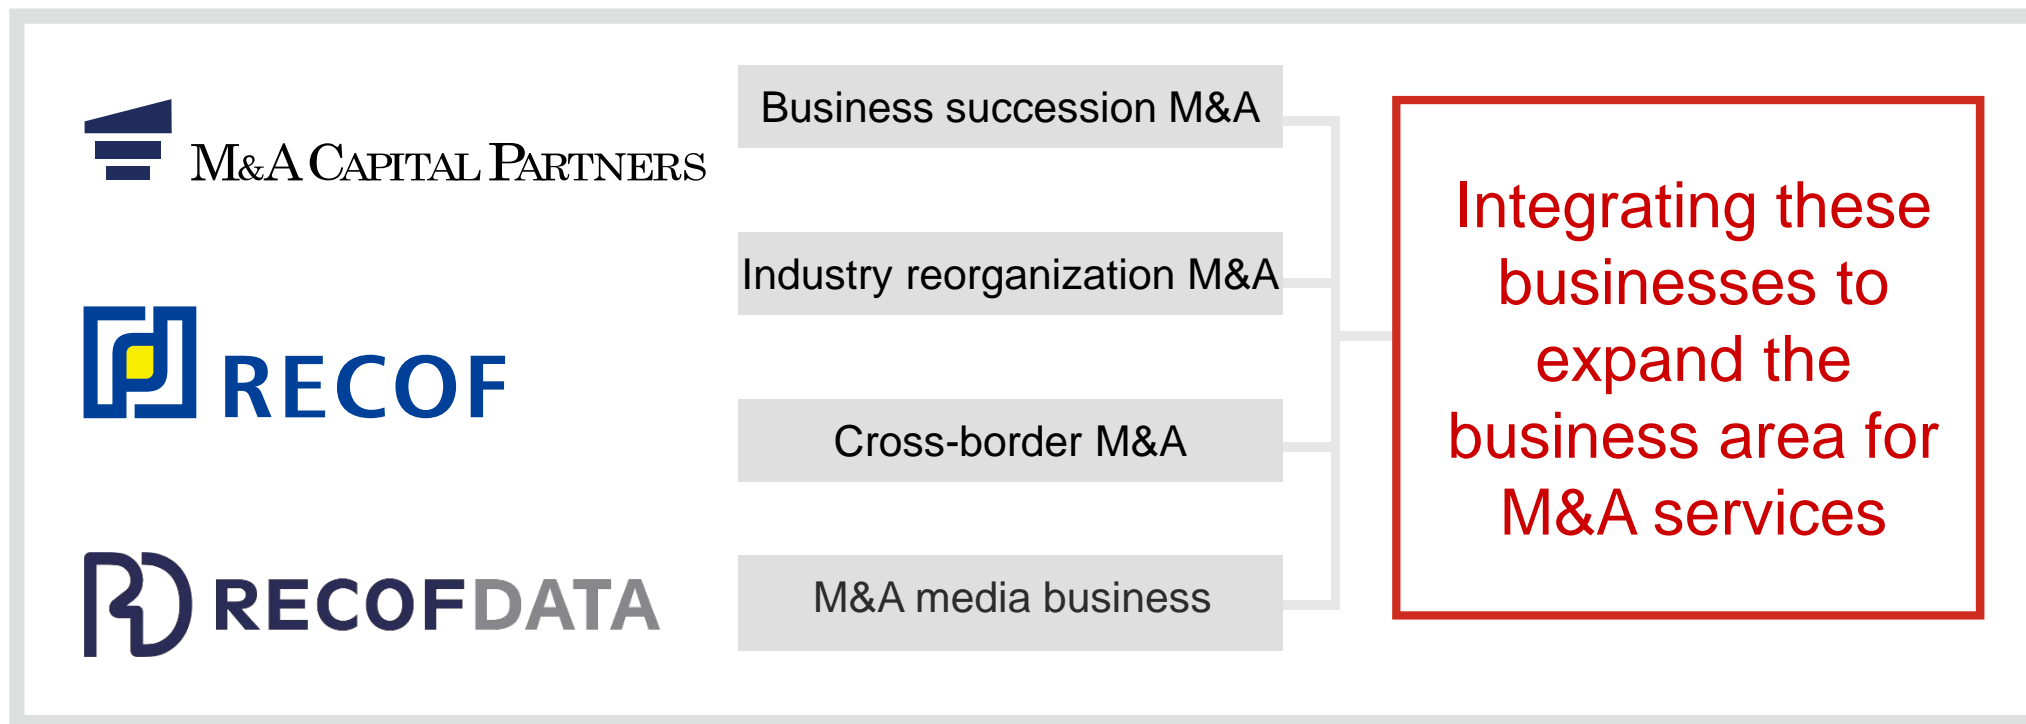 M&A CAPITAL PARTNERS
RECOF
RECOFDATA
Business succession M&A
Industry reorganization M&A
Cross-border M&A
M&A media business
Integrating these
businesses to
expand the
business area for
M&A services